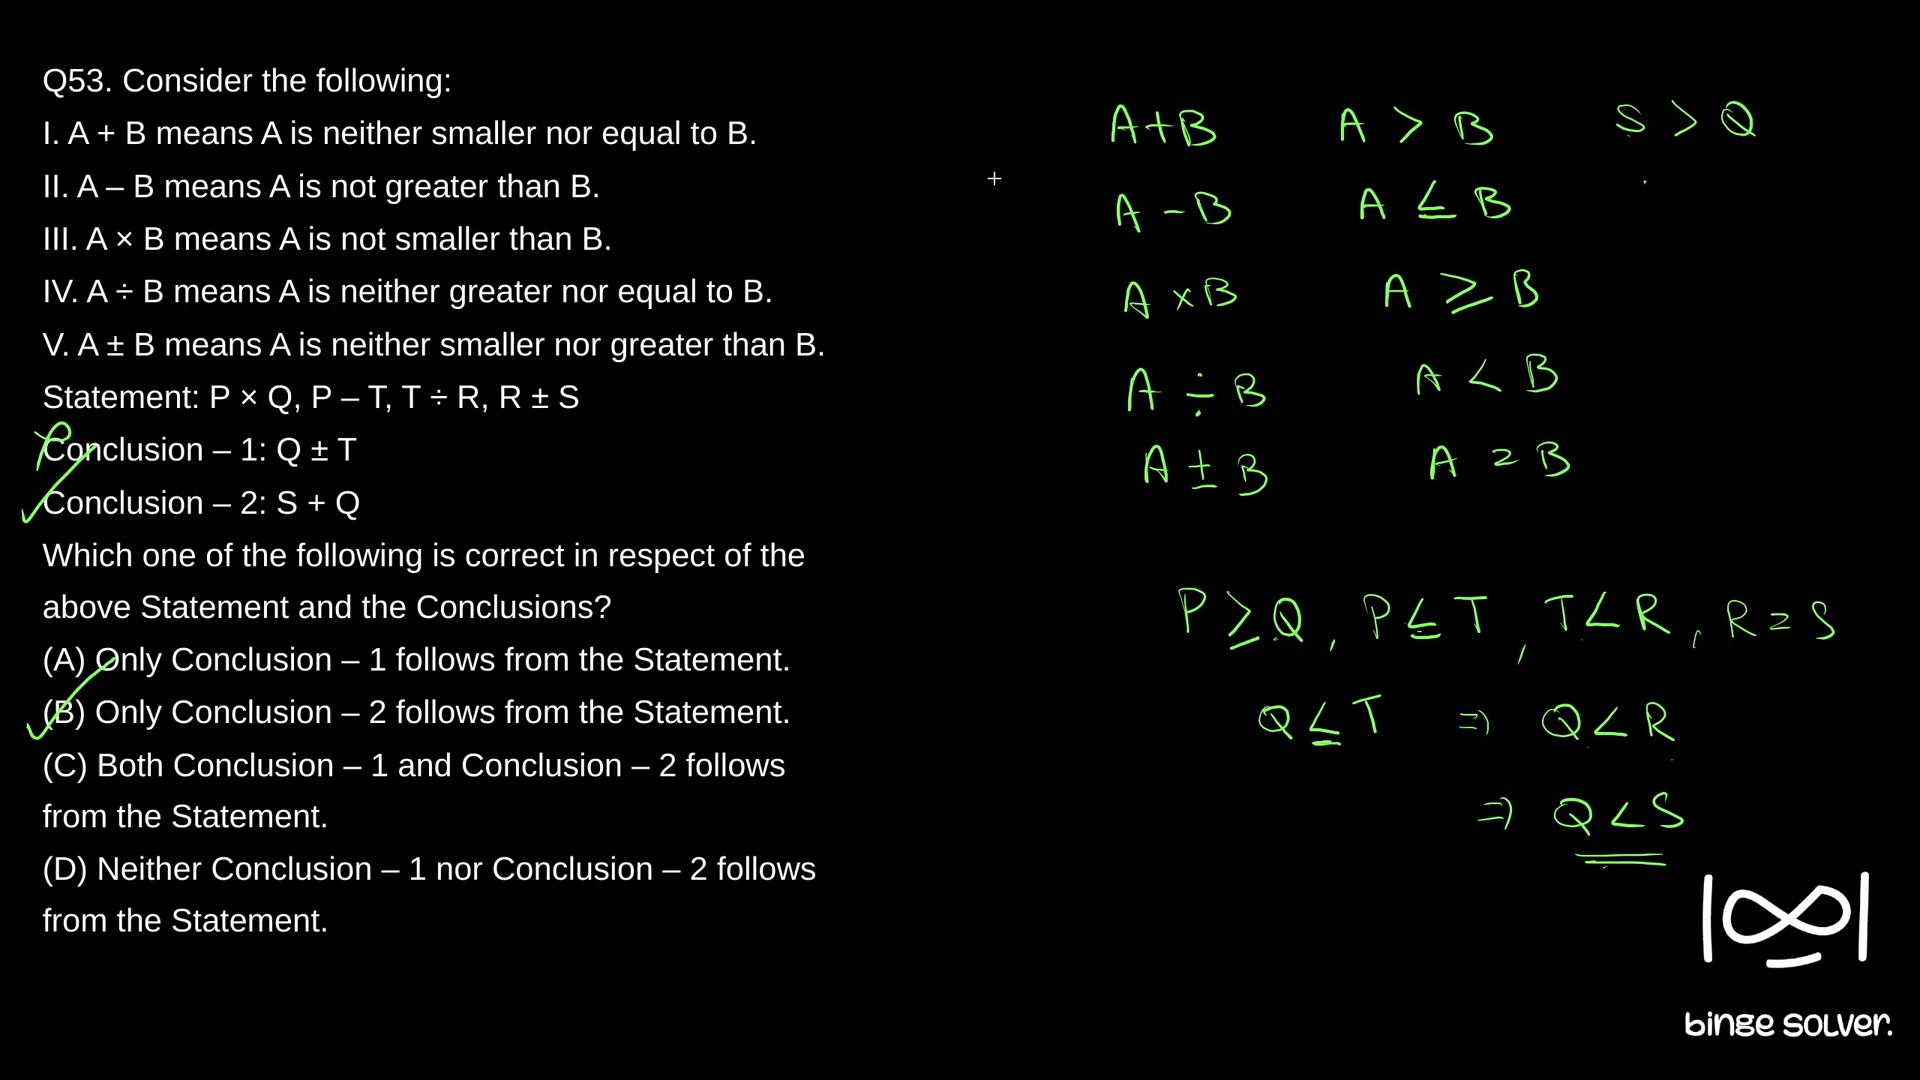 Q53. Consider the following:
I. A + B means A is neither smaller nor equal to B.
II. A – B means A is not greater than B.
III. A × B means A is not smaller than B.
IV. A ÷ B means A is neither greater nor equal to B.
V. A ± B means A is neither smaller nor greater than B.
Statement: P × Q, P – T, T ÷ R, R ± S
Conclusion – 1: Q ± T
Conclusion – 2: S + Q
Which one of the following is correct in respect of the
above Statement and the Conclusions?
(A) Only Conclusion – 1 follows from the Statement.
(B) Only Conclusion – 2 follows from the Statement.
(C) Both Conclusion – 1 and Conclusion – 2 follows
from the Statement.
(D) Neither Conclusion – 1 nor Conclusion – 2 follows
from the Statement.
A+B A > B S > Q
A - B A ≤ B
A × B A ≥ B
A ÷ B A < B
A ± B A = B
P ≥ Q, P ≤ T, T < R, R = S
Q ≤ T ⇒ Q < R
⇒ Q < S
binge solver.